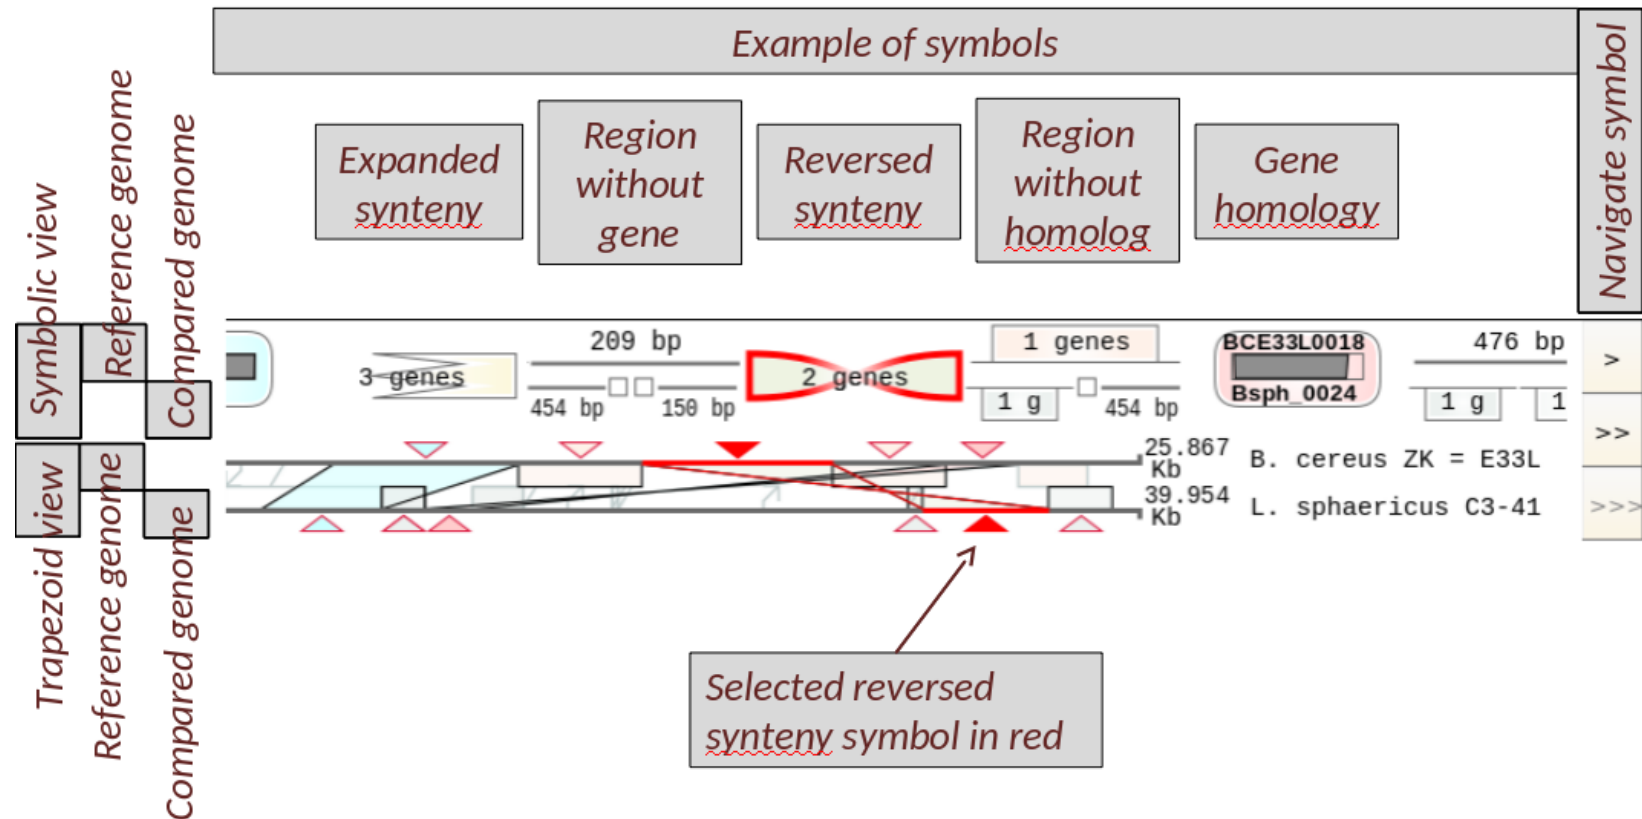 Example of symbols
Navigate symbol
Expanded
synteny
Region
without
gene
Reversed
synteny
Region
without
homolog
Gene
homology
Symbolic view
Reference genome
Compared genome
3 genes
209 bp
454 bp
150 bp
2 genes
1 genes
1 g
454 bp
BCE33L0018
Bsph_0024
476 bp
1 g
1
>
>>
>>>
Trapezoid view
Reference genome
Compared genome
25.867
Kb
B. cereus ZK = E33L
39.954
Kb
L. sphaericus C3-41
Selected reversed
synteny symbol in red